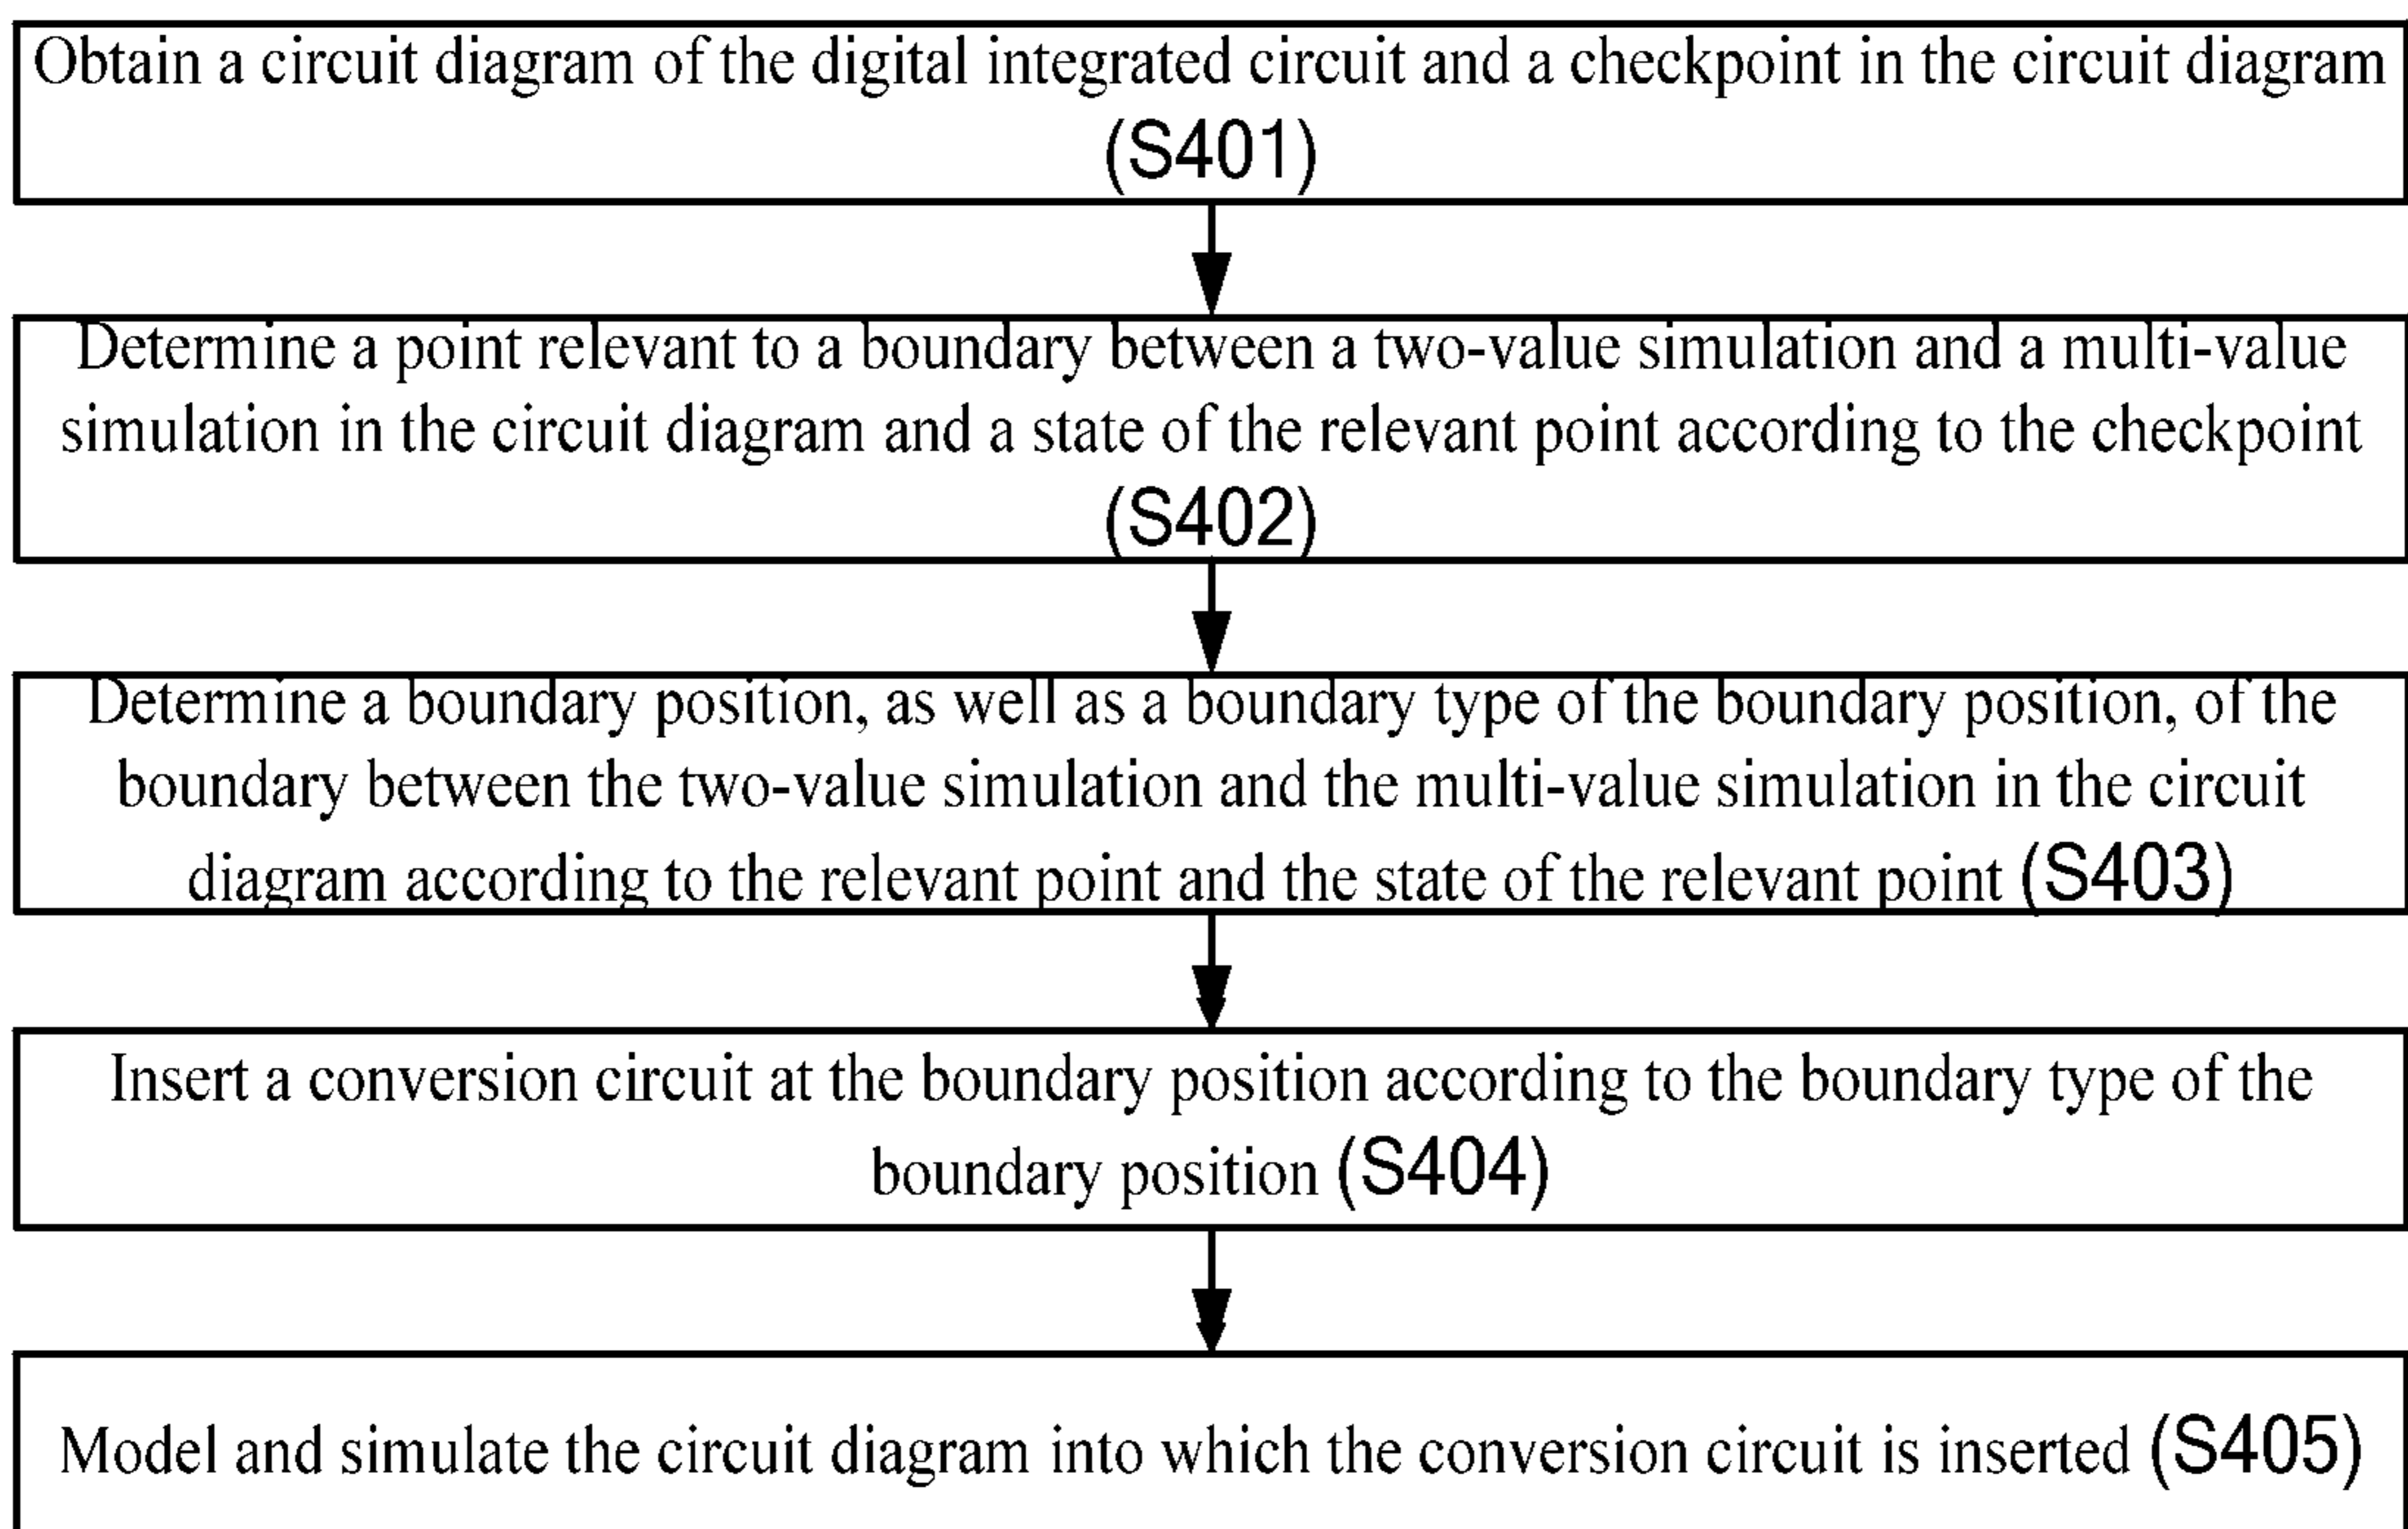 Obtain a circuit diagram of the digital integrated circuit and a checkpoint in the circuit diagram
(S401)
Determine a point relevant to a boundary between a two-value simulation and a multi-value
simulation in the circuit diagram and a state of the relevant point according to the checkpoint
(S402)
Determine a boundary position, as well as a boundary type of the boundary position, of the
boundary between the two-value simulation and the multi-value simulation in the circuit
diagram according to the relevant point and the state of the relevant point (S403)
Insert a conversion circuit at the boundary position according to the boundary type of the
boundary position (S404)
Model and simulate the circuit diagram into which the conversion circuit is inserted (S405)